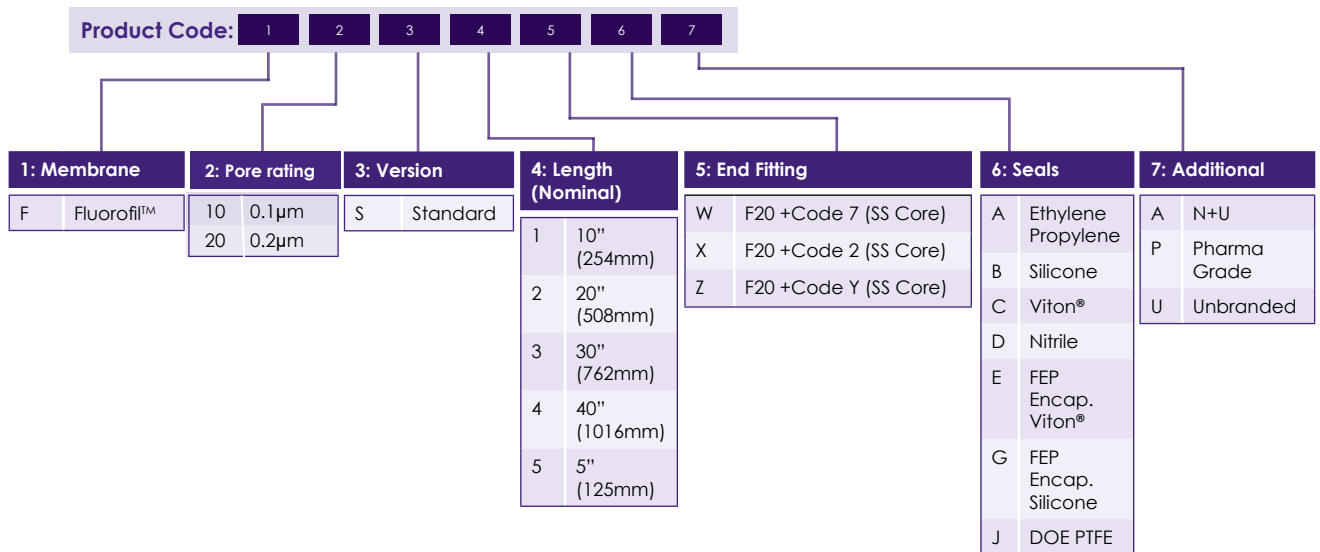 Product Code: 1 2 3 4 5 6 7
1: Membrane
F Fluorofil™
2: Pore rating
10 0.1µm
20 0.2µm
3: Version
S Standard
4: Length
(Nominal)
1 10”
(254mm)
2 20”
(508mm)
3 30”
(762mm)
4 40”
(1016mm)
5 5”
(125mm)
5: End Fitting
W F20 +Code 7 (SS Core)
X F20 +Code 2 (SS Core)
Z F20 +Code Y (SS Core)
6: Seals
A Ethylene
Propylene
B Silicone
C Viton®
D Nitrile
E FEP
Encap.
Viton®
G FEP
Encap.
Silicone
J DOE PTFE
7: Additional
A N+U
P Pharma
Grade
U Unbranded